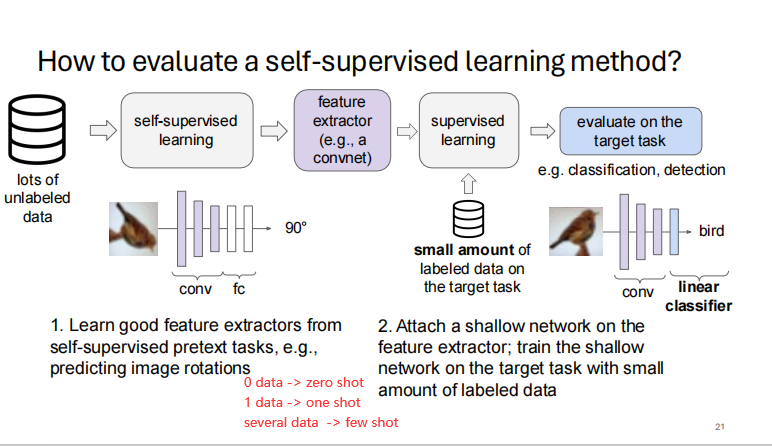 How to evaluate a self-supervised learning method?
lots of
unlabeled
data
self-supervised
learning
feature
extractor
(e.g., a
convnet)
supervised
learning
evaluate on the
target task
e.g. classification, detection
90°
conv
fc
small amount of
labeled data on
the target task
bird
conv
linear
classifier
1. Learn good feature extractors from
self-supervised pretext tasks, e.g.,
predicting image rotations
0 data -> zero shot
1 data -> one shot
several data -> few shot
2. Attach a shallow network on the
feature extractor; train the shallow
network on the target task with small
amount of labeled data
21